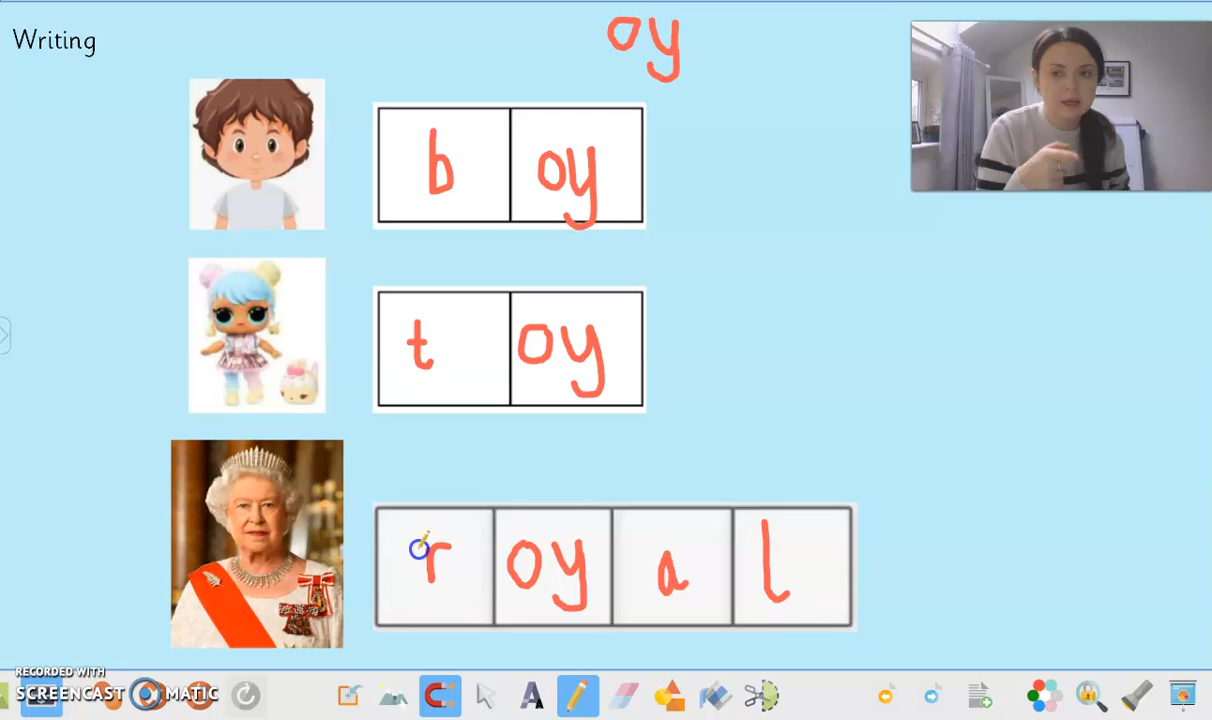 Writing
oy
b oy
t oy
r oy a l
RECORDED WITH
SCREENCAST MATIC